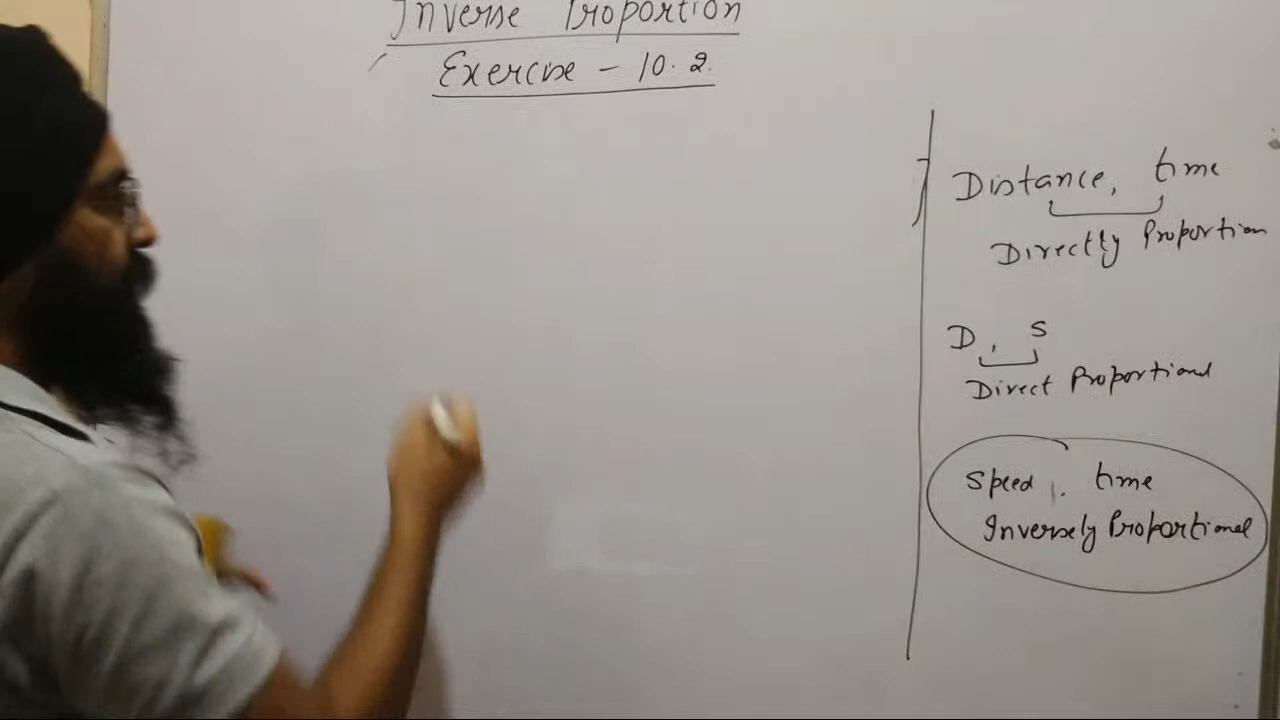 Inverse Proportion
Exercise - 10.2.
Distance, time
Directly Proportion
D, S
Direct Proportional
Speed, time
Inversely Proportional